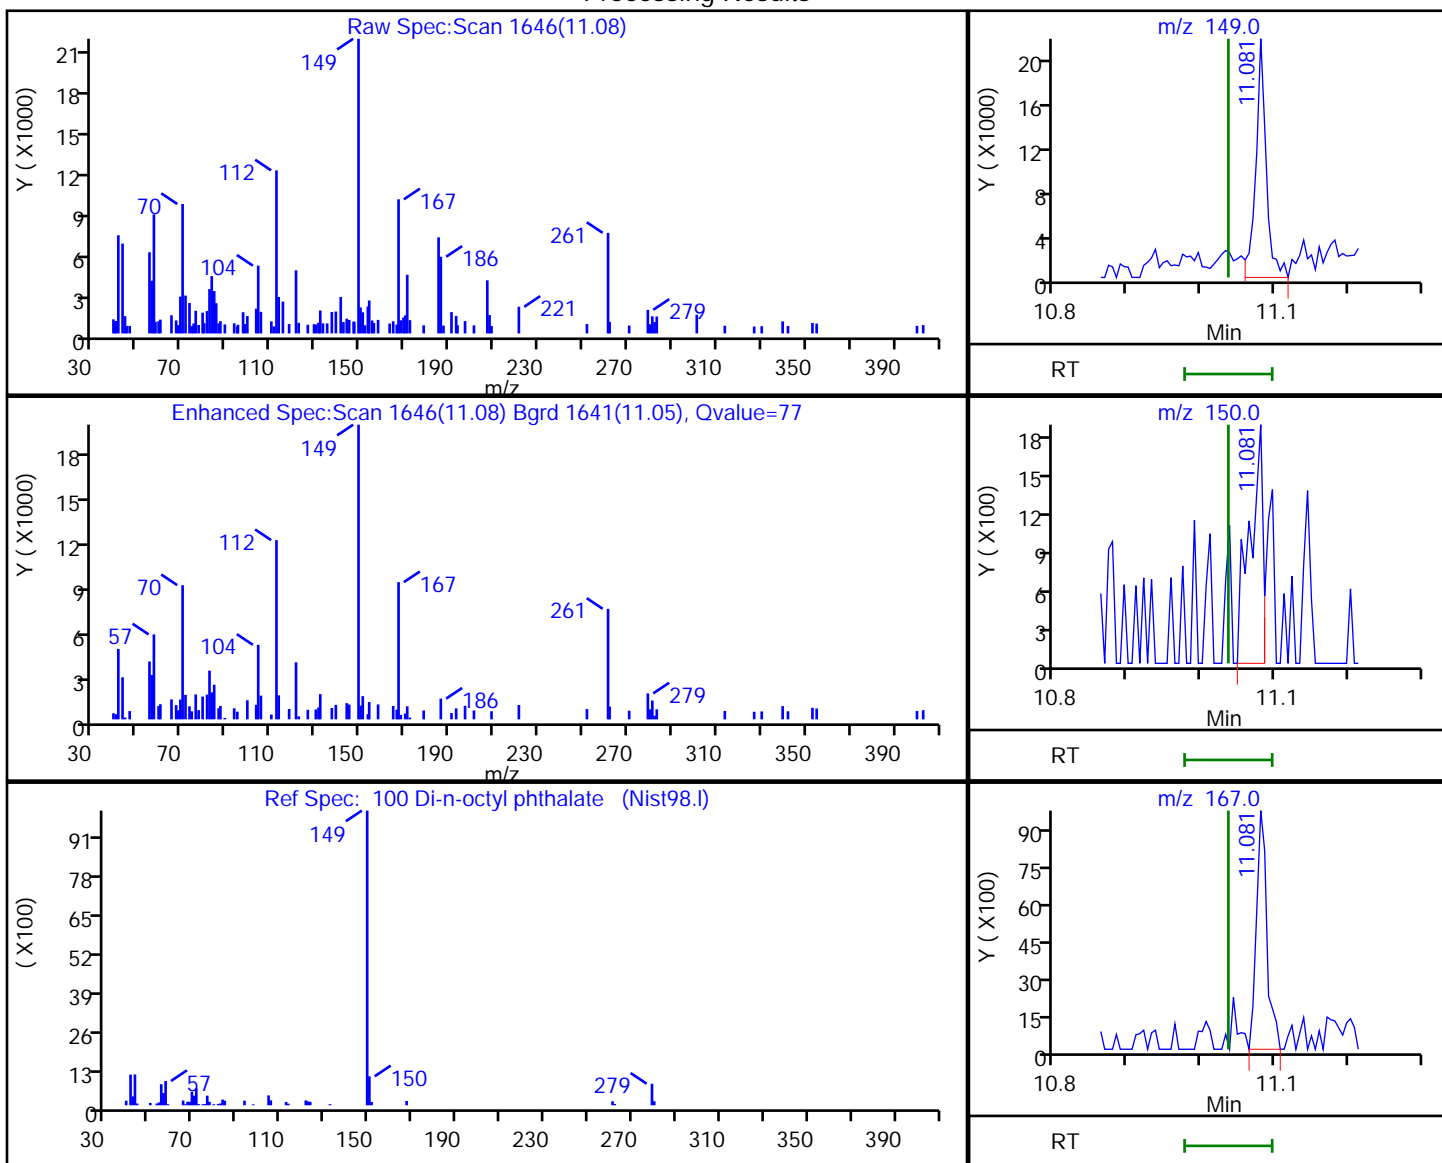 Processing Results
Raw Spec:Scan 1646(11.08)
Y ( X1000)
21
18
15
12
9
6
3
0
149
112
70
104
167
186
221
261
279
30 70 110 150 190 230 270 310 350 390
m/z
m/z 149.0
Y ( X1000)
20
16
12
8
4
0
11.081
10.8 11.1
Min
RT
Enhanced Spec:Scan 1646(11.08) Bgrd 1641(11.05), Qvalue=77
Y ( X1000)
18
15
12
9
6
3
0
149
112
70
57
104
167
186
261
279
30 70 110 150 190 230 270 310 350 390
m/z
m/z 150.0
Y ( X100)
18
15
12
9
6
3
0
11.081
10.8 11.1
Min
RT
Ref Spec: 100 Di-n-octyl phthalate (Nist98.l)
( X100)
91
78
65
52
39
26
13
0
149
57
150
279
30 70 110 150 190 230 270 310 350 390
m/z 167.0
Y ( X100)
90
75
60
45
30
15
0
11.081
10.8 11.1
Min
RT